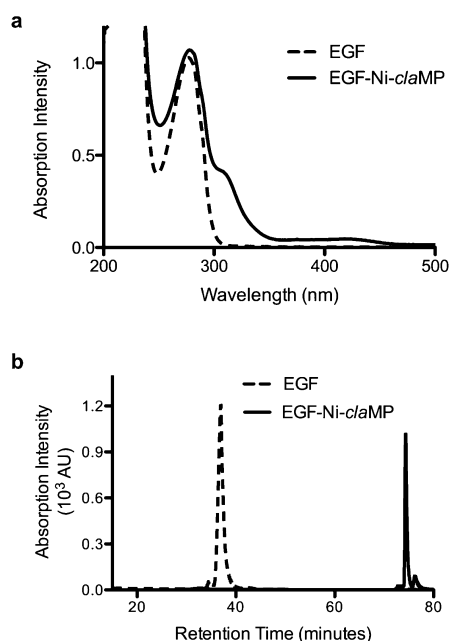 a
EGF
EGF-Ni-claMP
Absorption Intensity
1.0
0.5
0.0
200
300
400
500
Wavelength (nm)
b
EGF
EGF-Ni-claMP
Absorption Intensity
(10³ AU)
1.2
0.9
0.6
0.3
0.0
20
40
60
80
Retention Time (minutes)